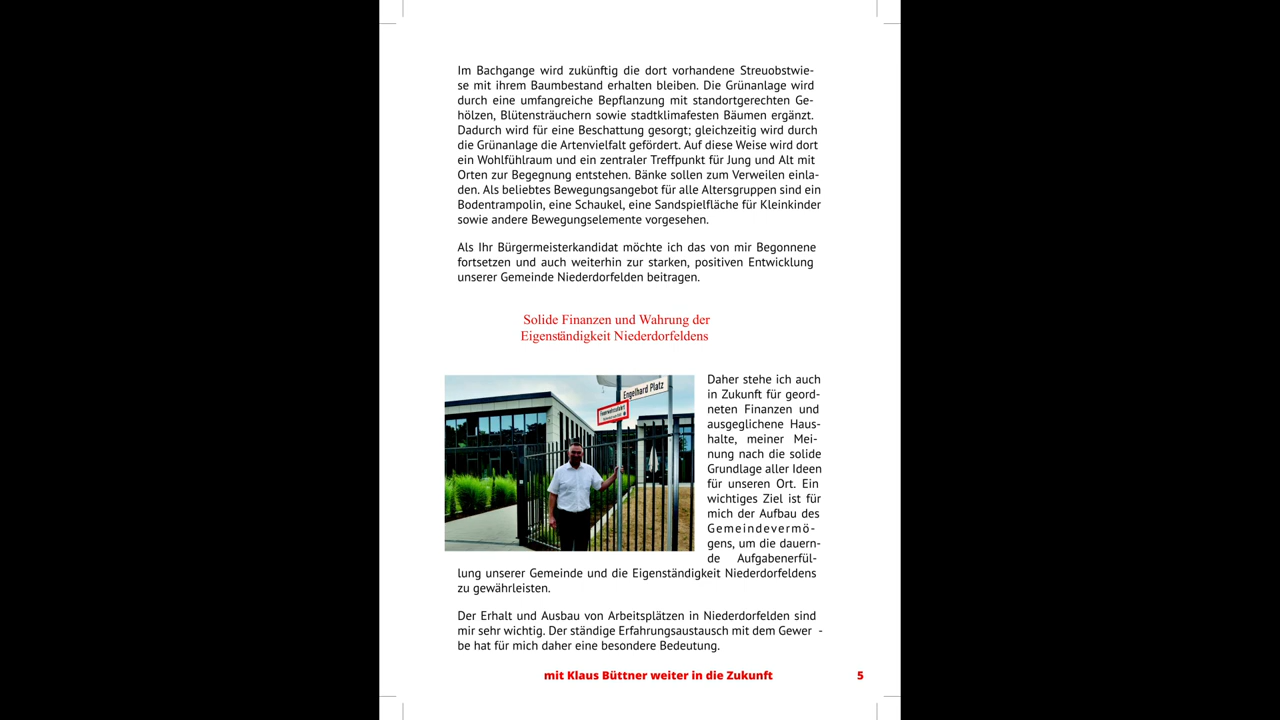 Im Bachgange wird zukünftig die dort vorhandene Streuobstwie-
se mit ihrem Baumbestand erhalten bleiben. Die Grünanlage wird
durch eine umfangreiche Bepflanzung mit standortgerechten Ge-
hölzen, Blütensträuchern sowie stadtklimafesten Bäumen ergänzt.
Dadurch wird für eine Beschattung gesorgt; gleichzeitig wird durch
die Grünanlage die Artenvielfalt gefördert. Auf diese Weise wird dort
ein Wohlfühlraum und ein zentraler Treffpunkt für Jung und Alt mit
Orten zur Begegnung entstehen. Bänke sollen zum Verweilen einla-
den. Als beliebtes Bewegungsangebot für alle Altersgruppen sind ein
Bodentrampolin, eine Schaukel, eine Sandspielfläche für Kleinkinder
sowie andere Bewegungselemente vorgesehen.
Als Ihr Bürgermeisterkandidat möchte ich das von mir Begonnene
fortsetzen und auch weiterhin zur starken, positiven Entwicklung
unserer Gemeinde Niederdorfelden beitragen.
Solide Finanzen und Wahrung der
Eigenständigkeit Niederdorfeldens
Engelhard Platz
Feuerwehrzufahrt
Daher stehe ich auch
in Zukunft für geord-
neten Finanzen und
ausgeglichene Haus-
halte, meiner Mei-
nung nach die solide
Grundlage aller Ideen
für unseren Ort. Ein
wichtiges Ziel ist für
mich der Aufbau des
Gemeindevermö-
gens, um die dauern-
de Aufgabenerfül-
lung unserer Gemeinde und die Eigenständigkeit Niederdorfeldens
zu gewährleisten.
Der Erhalt und Ausbau von Arbeitsplätzen in Niederdorfelden sind
mir sehr wichtig. Der ständige Erfahrungsaustausch mit dem Gewer -
be hat für mich daher eine besondere Bedeutung.
mit Klaus Büttner weiter in die Zukunft 5